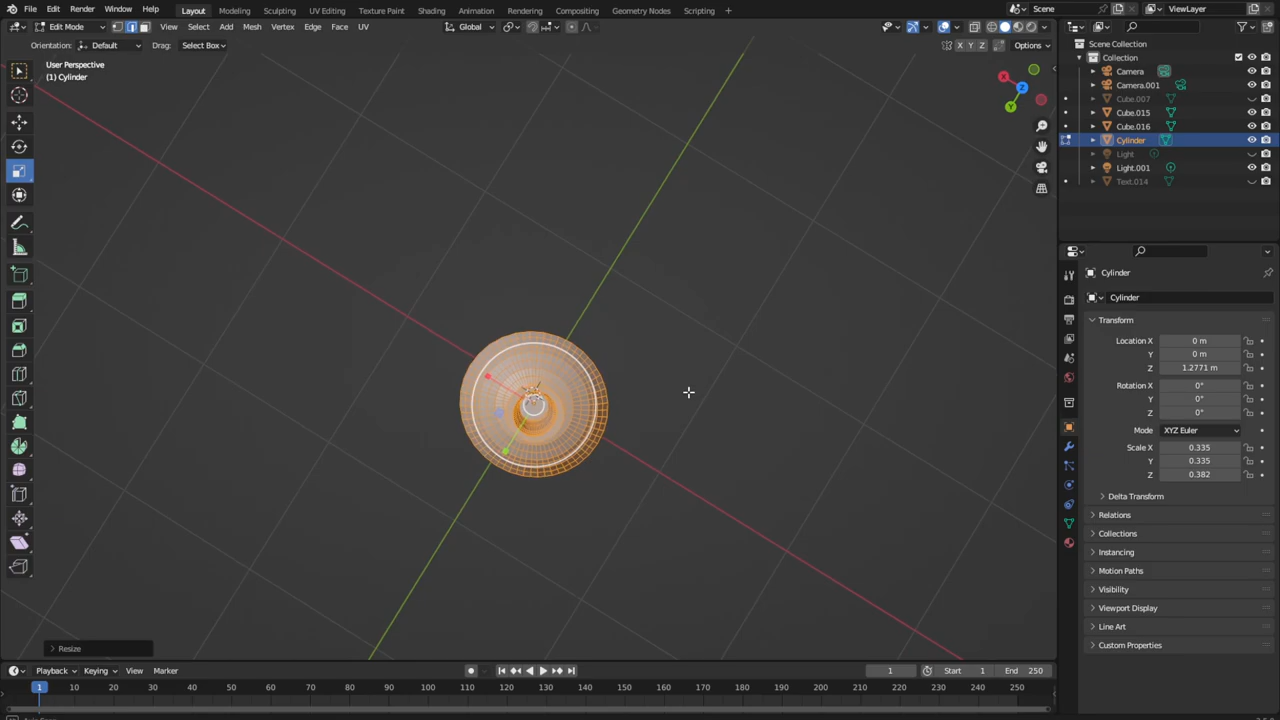 File Edit Render Window Help Layout Modeling Sculpting UV Editing Texture Paint Shading Animation Rendering Compositing Geometry Nodes Scripting Scene ViewLayer
Edit Mode View Select Add Mesh Vertex Edge Face UV Global
Orientation: Default Drag: Select Box X Y Z Options
User Perspective
(1) Cylinder
X
Z
Y
Scene Collection
Collection
Camera
Camera.001
Cube.007
Cube.015
Cube.016
Cylinder
Light
Light.001
Text.014
Cylinder
Cylinder
Transform
Location X 0 m
Y 0 m
Z 1.2771 m
Rotation X 0°
Y 0°
Z 0°
Mode XYZ Euler
Scale X 0.335
Y 0.335
Z 0.382
Delta Transform
Relations
Collections
Instancing
Motion Paths
Visibility
Viewport Display
Line Art
Custom Properties
Resize
Playback Keying View Marker 1 Start 1 End 250
1 10 20 30 40 50 60 70 80 90 100 110 120 130 140 150 160 170 180 190 200 210 220 230 240 250